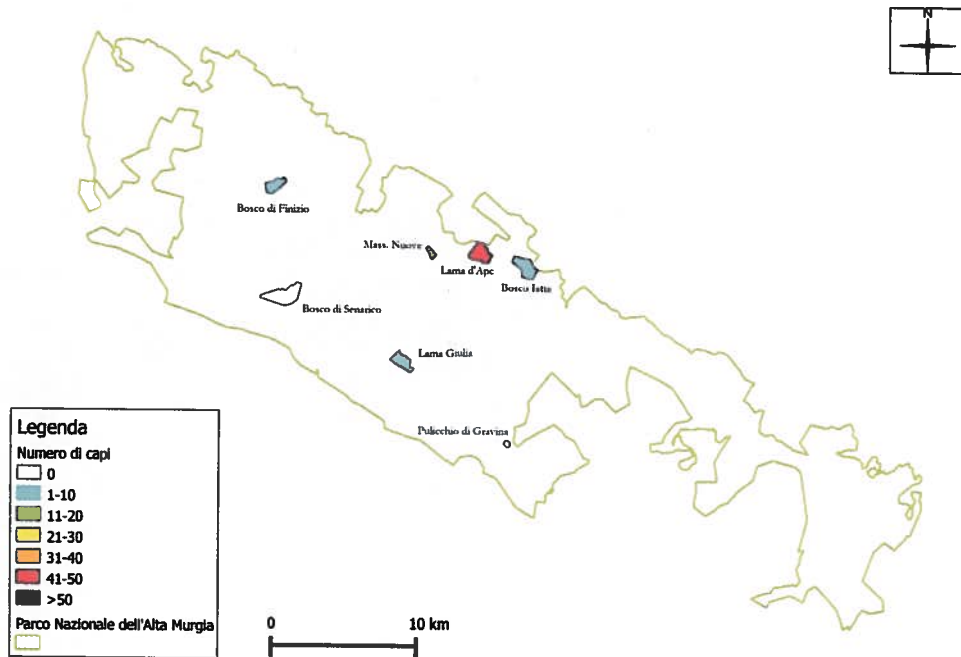 N
Bosco di Finizio
Mass. Nuove
Lama d'Ape
Bosco di Senarico
Lama Giulia
Pulicchio di Gravina
Legenda
Numero di capi
0
1-10
11-20
21-30
31-40
41-50
>50
Parco Nazionale dell'Alta Murgia
0 10 km